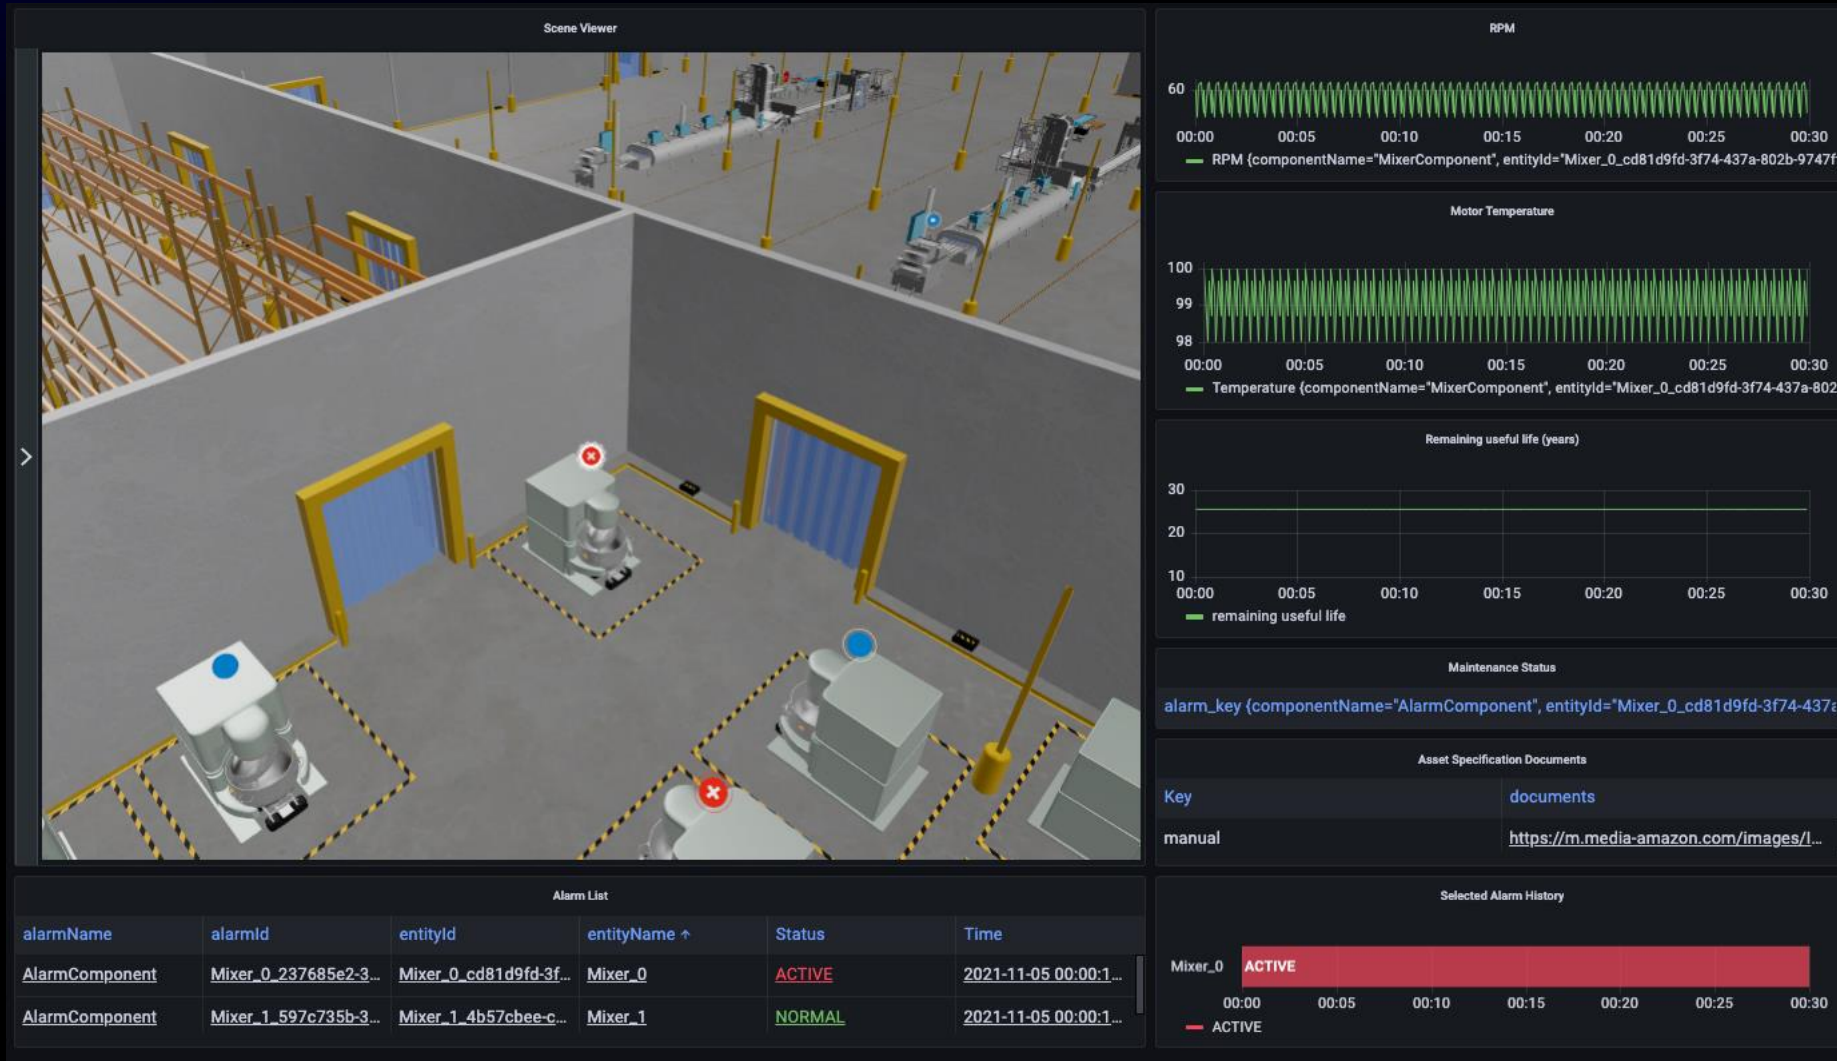 Scene Viewer
RPM
60
00:00 00:05 00:10 00:15 00:20 00:25 00:30
RPM {componentName="MixerComponent", entityId="Mixer_0_cd81d9fd-3f74-437a-802b-9747f
Motor Temperature
100
99
98
00:00 00:05 00:10 00:15 00:20 00:25 00:30
Temperature {componentName="MixerComponent", entityId="Mixer_0_cd81d9fd-3f74-437a-802
Remaining useful life (years)
30
20
10
00:00 00:05 00:10 00:15 00:20 00:25 00:30
remaining useful life
Maintenance Status
alarm_key {componentName="AlarmComponent", entityId="Mixer_0_cd81d9fd-3f74-437a
Asset Specification Documents
Key documents
manual https://m.media-amazon.com/images/I...
Alarm List
alarmName alarmId entityId entityName ↑ Status Time
AlarmComponent Mixer_0_237685e2-3... Mixer_0_cd81d9fd-3f... Mixer_0 ACTIVE 2021-11-05 00:00:1...
AlarmComponent Mixer_1_597c735b-3... Mixer_1_4b57cbee-c... Mixer_1 NORMAL 2021-11-05 00:00:1...
Selected Alarm History
Mixer_0 ACTIVE
00:00 00:05 00:10 00:15 00:20 00:25 00:30
ACTIVE